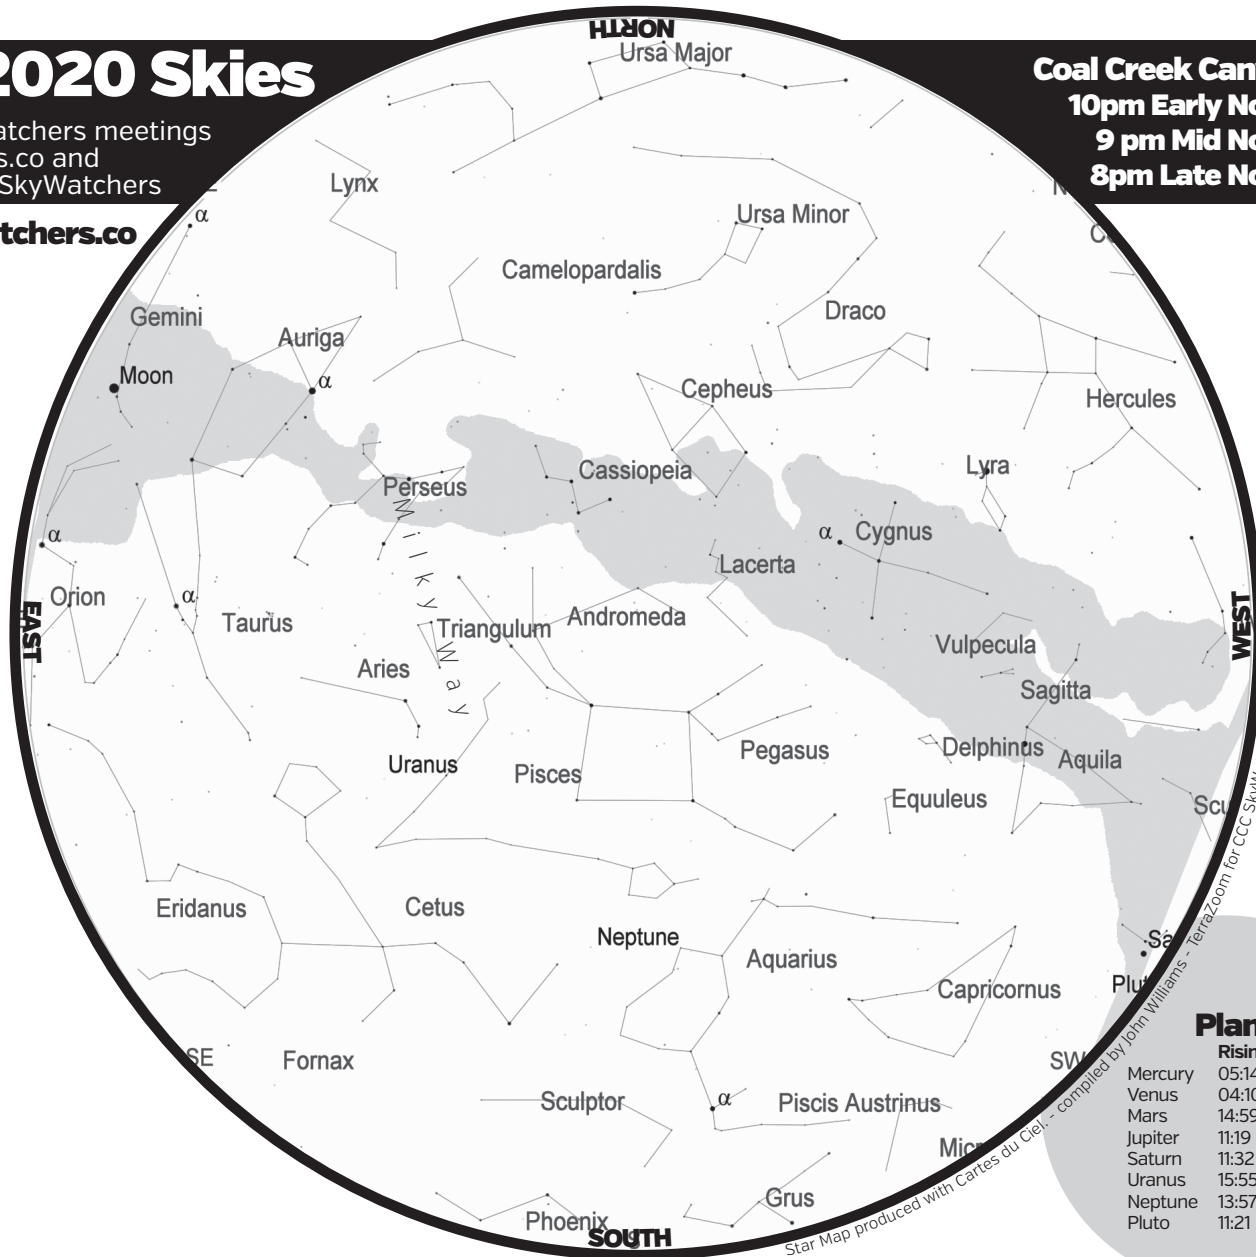 2020 Skies
atchers meetings
s.co and
SkyWatchers
tchers.co
Coal Creek Can
10pm Early No
9 pm Mid No
8pm Late No
NORTH
Ursa Major
Lynx
α
Ursa Minor
Camelopardalis
Draco
Gemini
Auriga
Moon
α
Cepheus
Hercules
Cassiopeia
Lyra
Perseus
Milky Way
α
Cygnus
α
Lacerta
Orion
α
Taurus
Triangulum
Andromeda
EAST
WEST
Vulpecula
Aries
Sagitta
Uranus
Pisces
Pegasus
Delphinus
Aquila
Equuleus
Scu
Eridanus
Cetus
Neptune
Aquarius
Sa
Capricornus
Plu
SE
Fornax
SW
Sculptor
α
Piscis Austrinus
Mic
Grus
Phoenix
SOUTH
Star Map produced with Cartes du Ciel. - compiled by John Williams - TerraZoom for CCC SkyW
Plan
Risin
Mercury 05:14
Venus 04:10
Mars 14:59
Jupiter 11:19
Saturn 11:32
Uranus 15:55
Neptune 13:57
Pluto 11:21